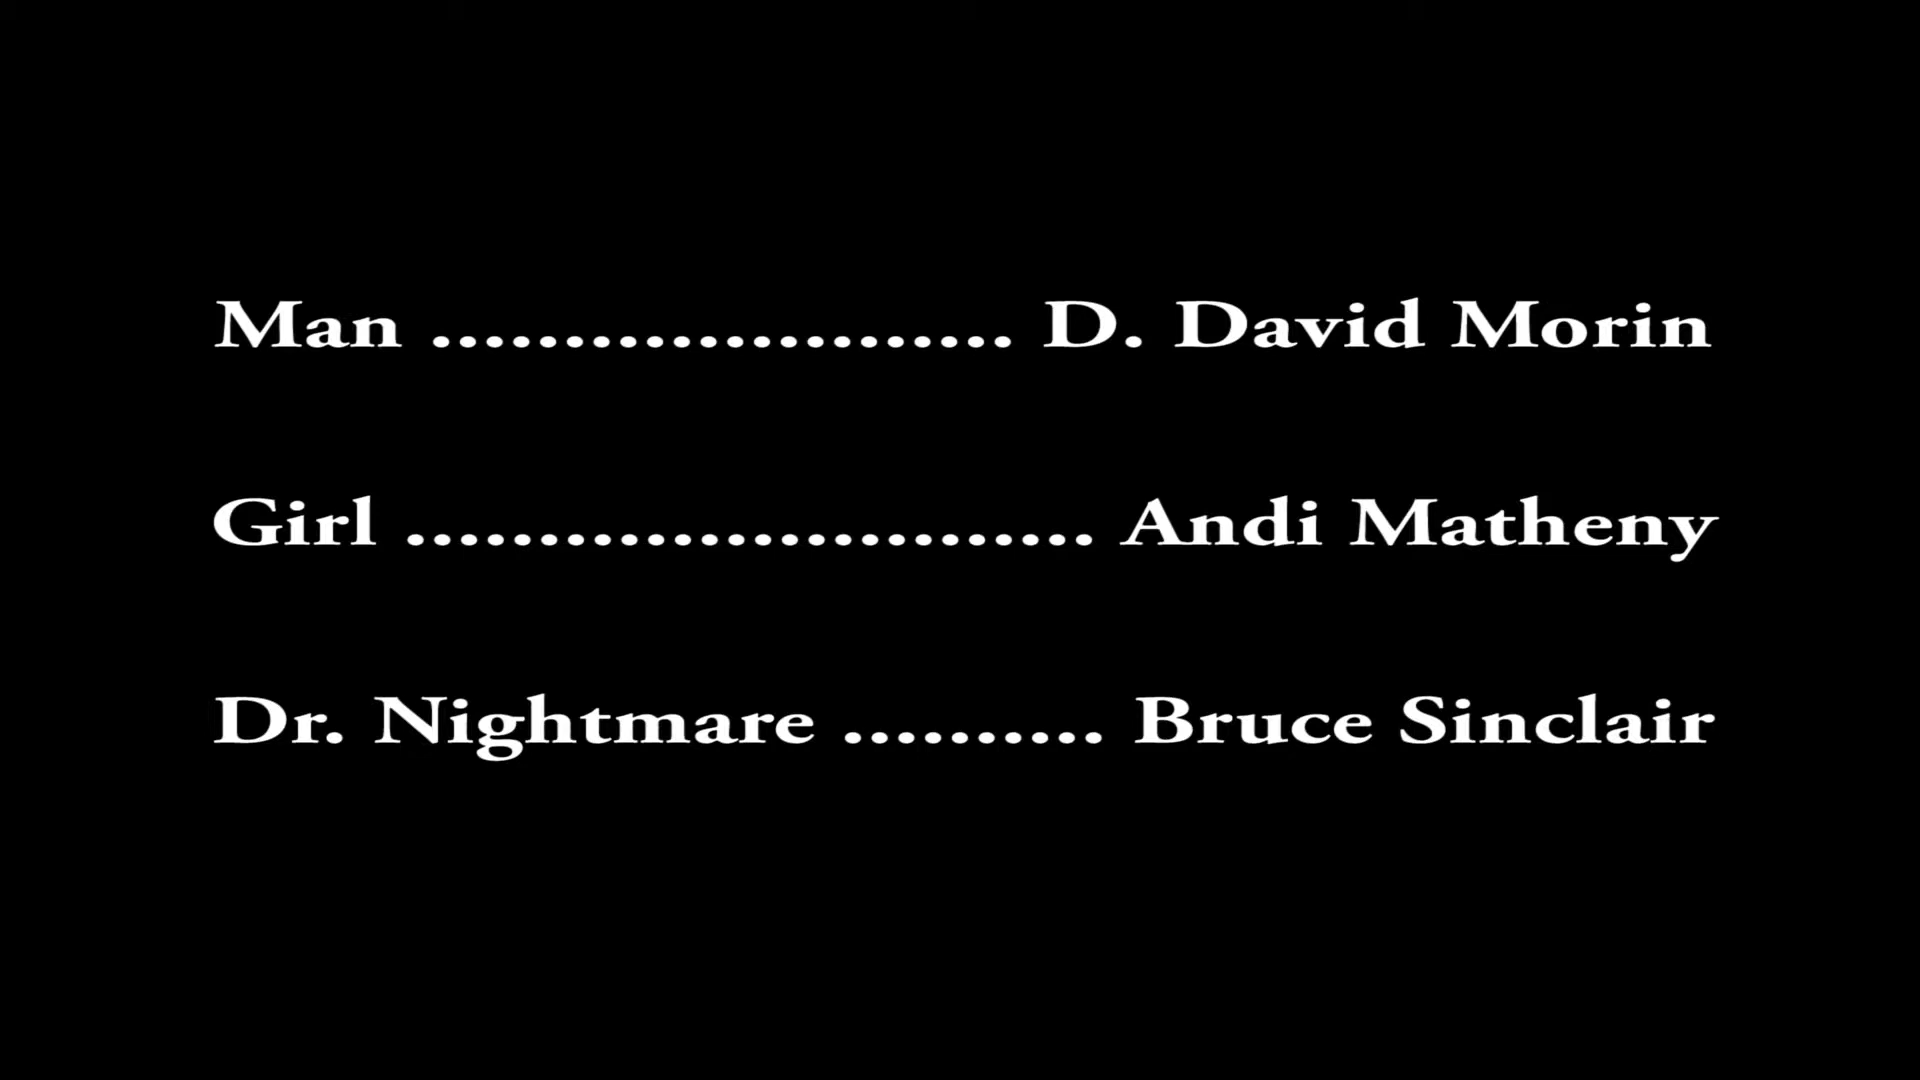 Man ...................... D. David Morin
Girl .......................... Andi Matheny
Dr. Nightmare .......... Bruce Sinclair